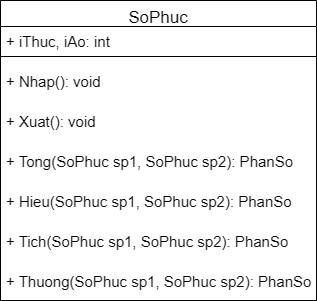 SoPhuc
+ iThuc, iAo: int
+ Nhap(): void
+ Xuat(): void
+ Tong(SoPhuc sp1, SoPhuc sp2): PhanSo
+ Hieu(SoPhuc sp1, SoPhuc sp2): PhanSo
+ Tich(SoPhuc sp1, SoPhuc sp2): PhanSo
+ Thuong(SoPhuc sp1, SoPhuc sp2): PhanSo